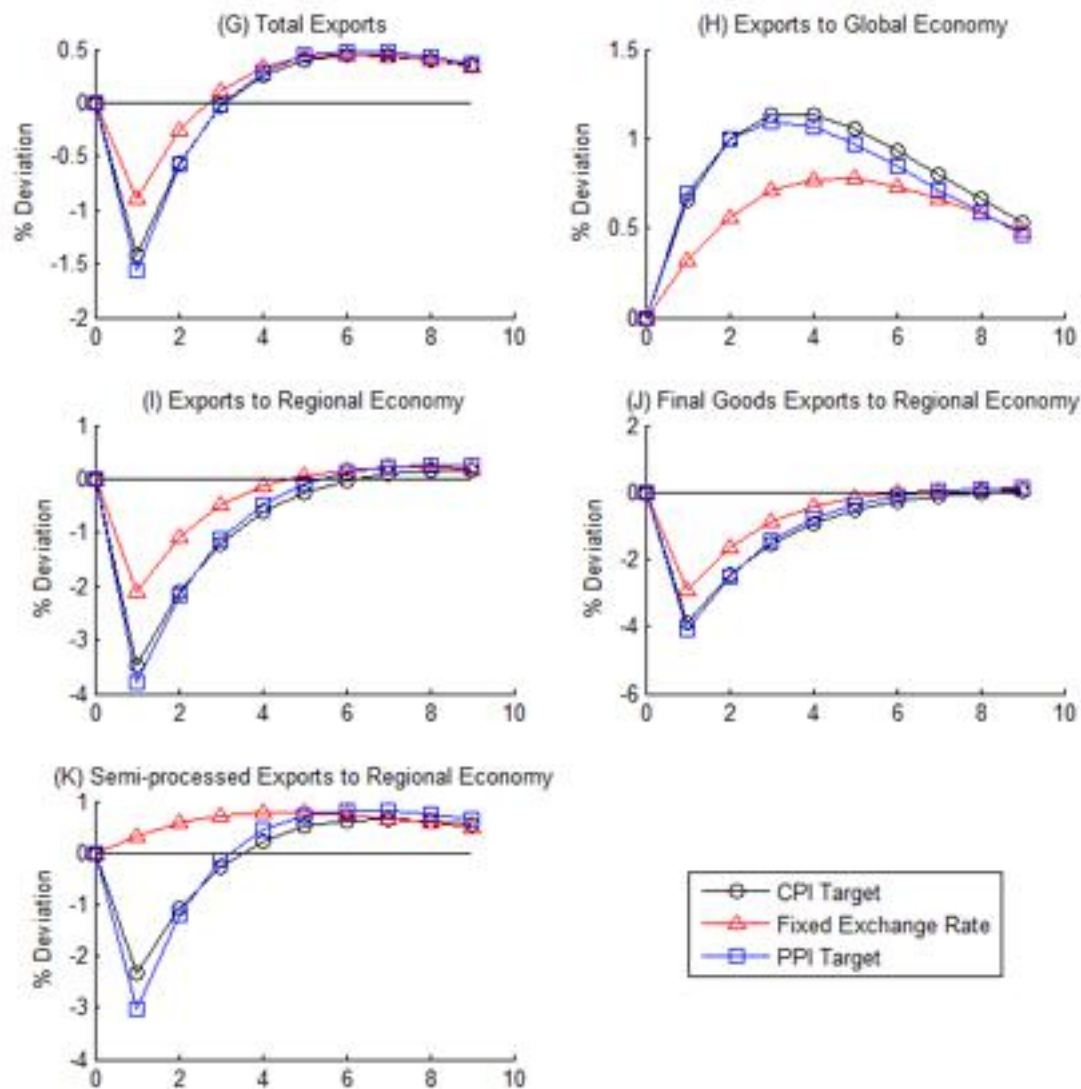 (G) Total Exports
0.5
0
-0.5
-1
-1.5
-2
% Deviation
0 2 4 6 8 10
(H) Exports to Global Economy
1.5
1
0.5
0
% Deviation
0 2 4 6 8 10
(I) Exports to Regional Economy
1
0
-1
-2
-3
-4
% Deviation
0 2 4 6 8 10
(J) Final Goods Exports to Regional Economy
2
0
-2
-4
-6
% Deviation
0 2 4 6 8 10
(K) Semi-processed Exports to Regional Economy
1
0
-1
-2
-3
-4
% Deviation
0 2 4 6 8 10
CPI Target
Fixed Exchange Rate
PPI Target